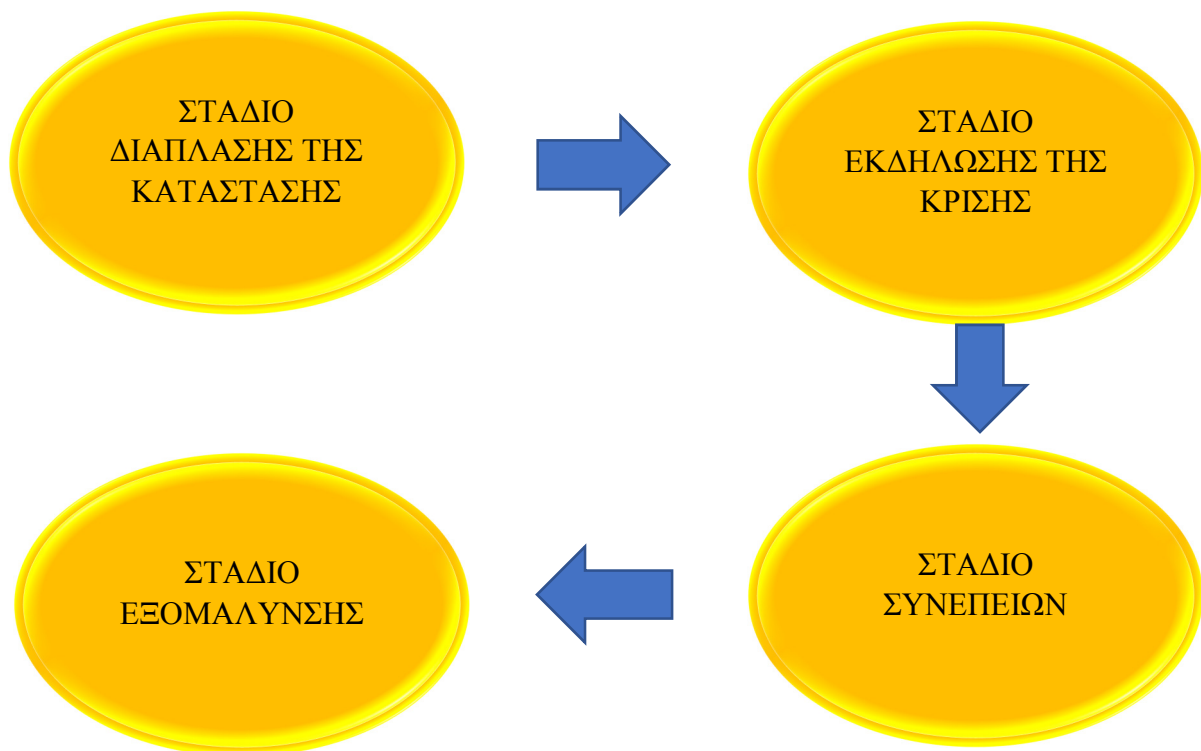 ΣΤΑΔΙΟ
ΔΙΑΠΛΑΣΗΣ ΤΗΣ
ΚΑΤΑΣΤΑΣΗΣ
ΣΤΑΔΙΟ
ΕΚΔΗΛΩΣΗΣ ΤΗΣ
ΚΡΙΣΗΣ
ΣΤΑΔΙΟ
ΣΥΝΕΠΕΙΩΝ
ΣΤΑΔΙΟ
ΕΞΟΜΑΛΥΝΣΗΣ